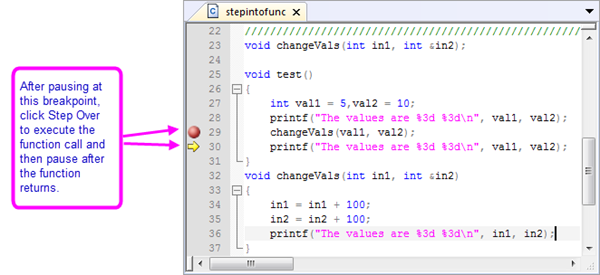 stepintofunc
After pausing at
this breakpoint,
click Step Over
to execute the
function call and
then pause after
the function
returns.
22 ////////////////////////////////////////////////////
23 void changeVals(int in1, int &in2);
24
25 void test()
26 {
27 int val1 = 5,val2 = 10;
28 printf("The values are %3d %3d\n", val1, val2);
29 changeVals(val1, val2);
30 printf("The values are %3d %3d\n", val1, val2);
31 }
32 void changeVals(int in1, int &in2)
33 {
34 in1 = in1 + 100;
35 in2 = in2 + 100;
36 printf("The values are %3d %3d\n", in1, in2);
37 }